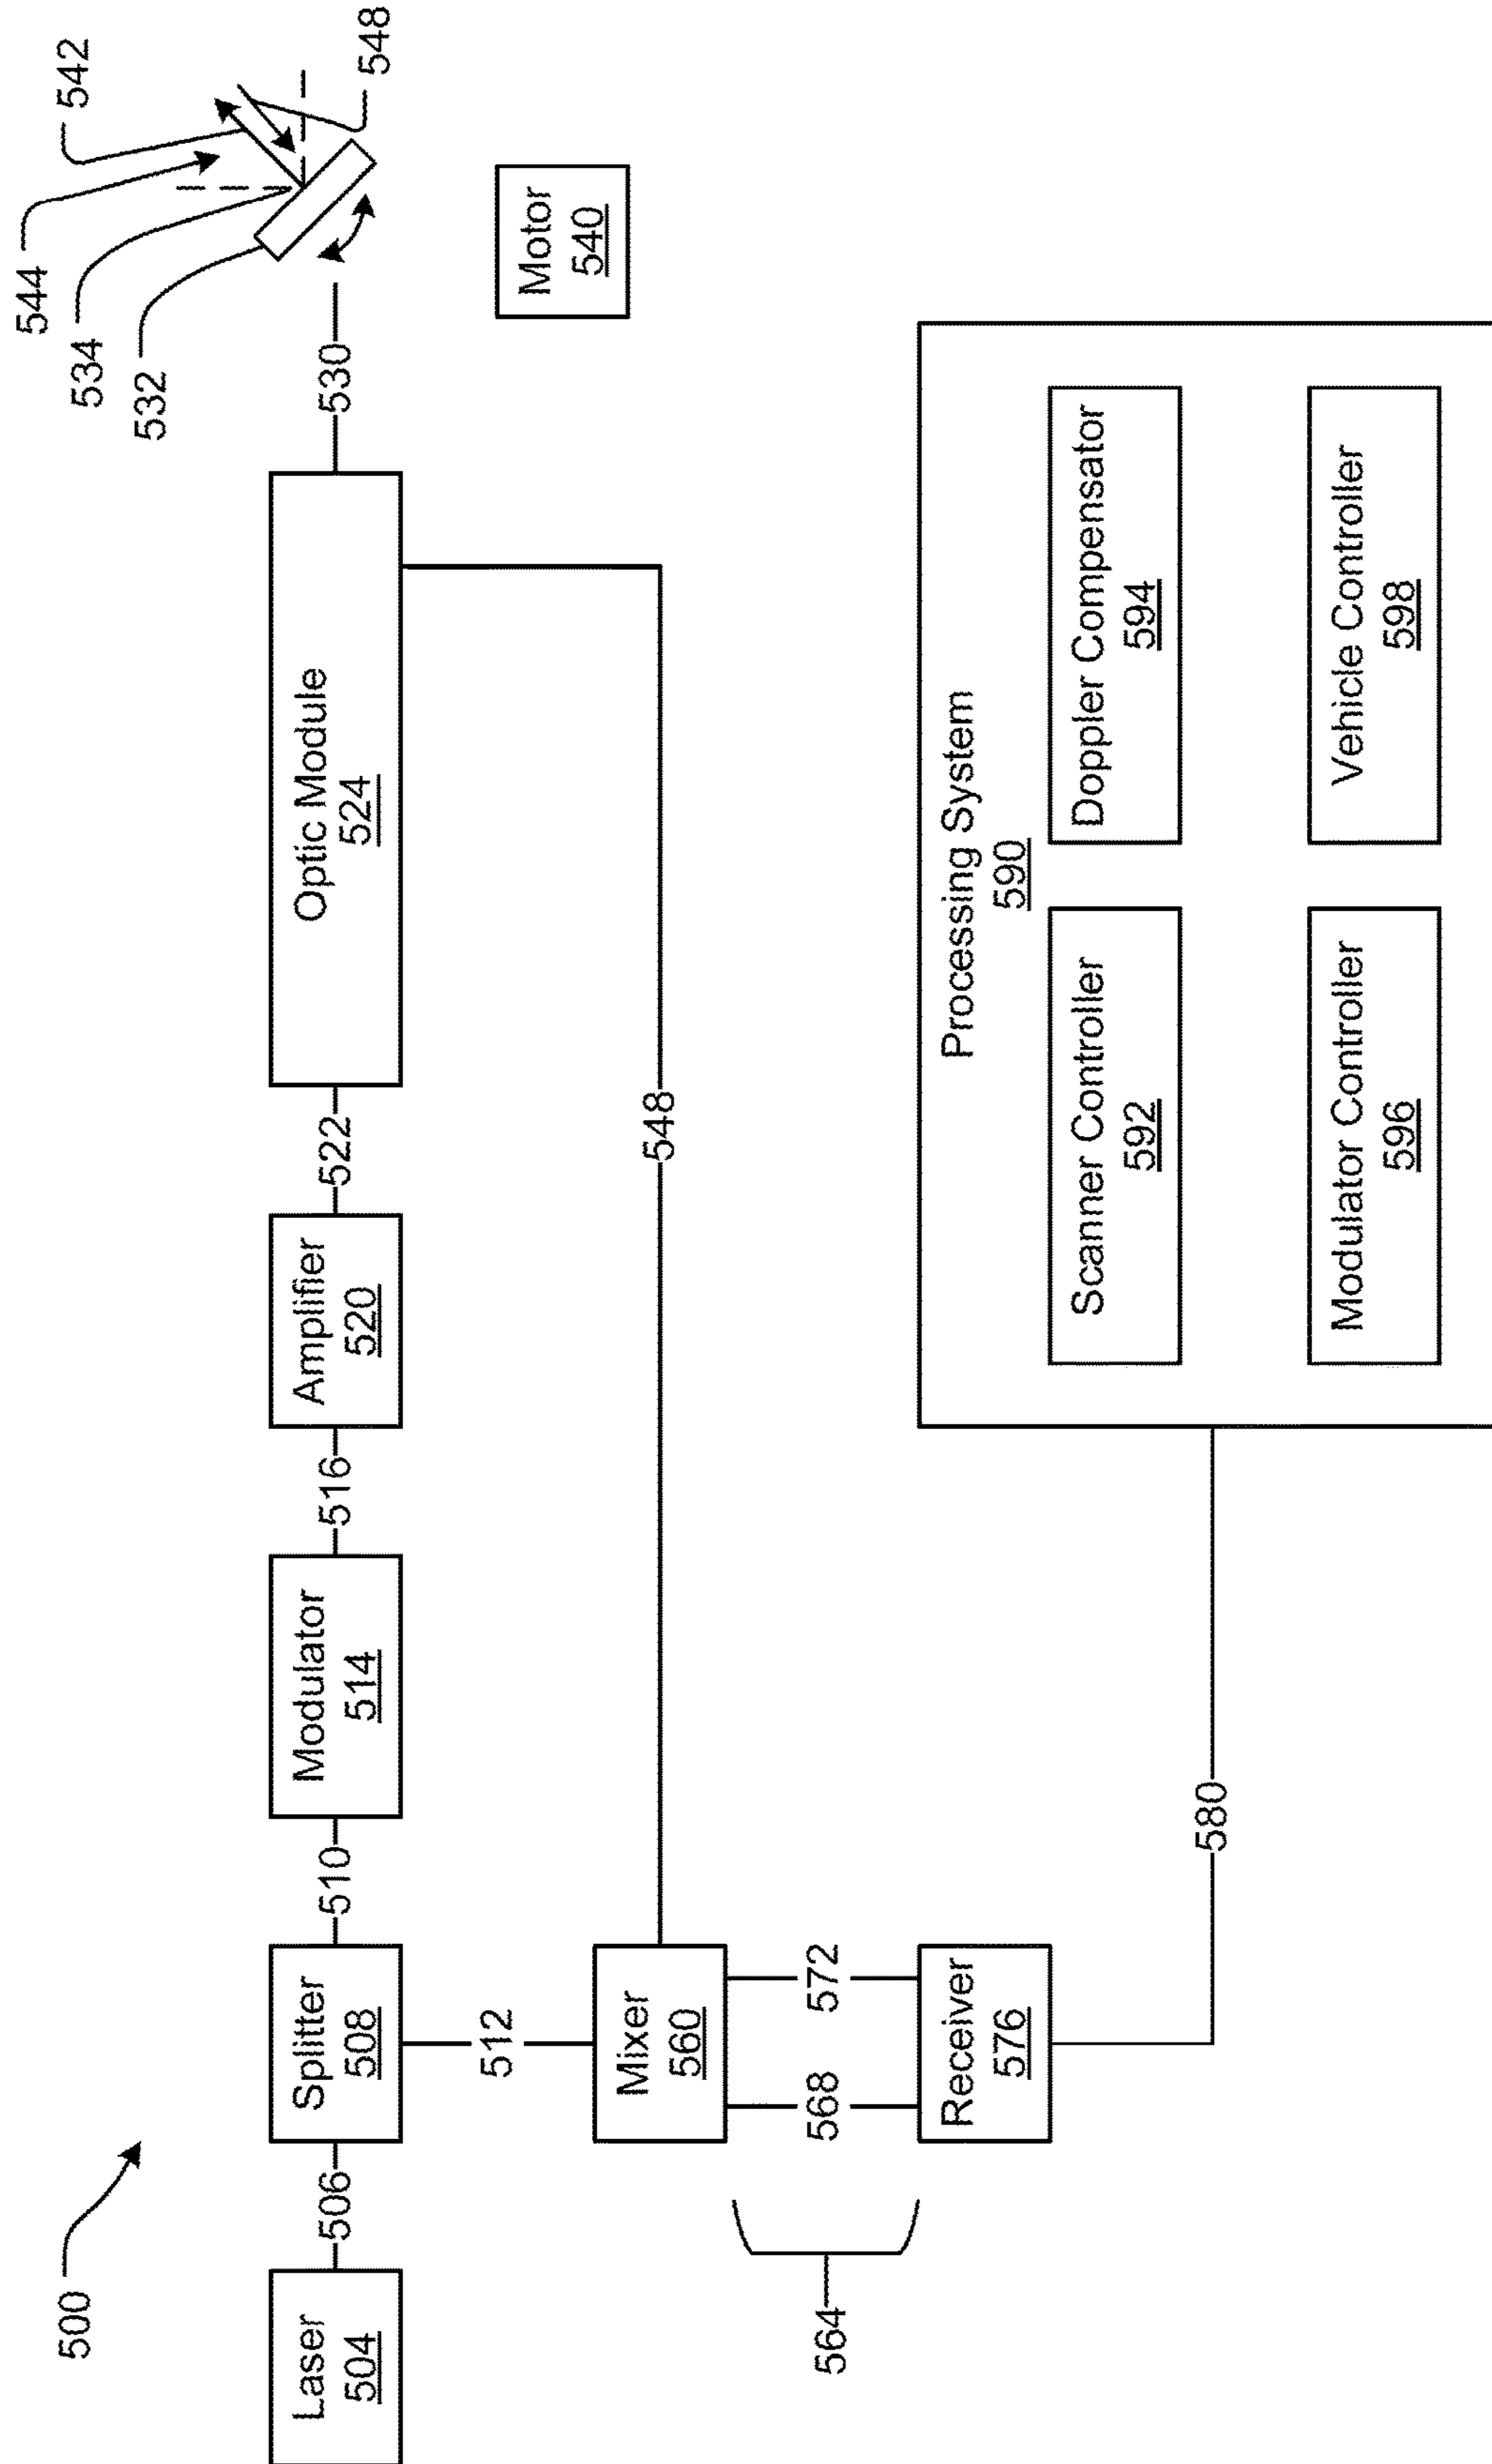 500
542
544
534
532
548
Laser
504
506
Splitter
508
510
Modulator
514
516
Amplifier
520
522
Optic Module
524
530
Motor
540
512
548
Mixer
560
564
568
572
Receiver
576
580
Processing System
590
Scanner Controller
592
Doppler Compensator
594
Modulator Controller
596
Vehicle Controller
598